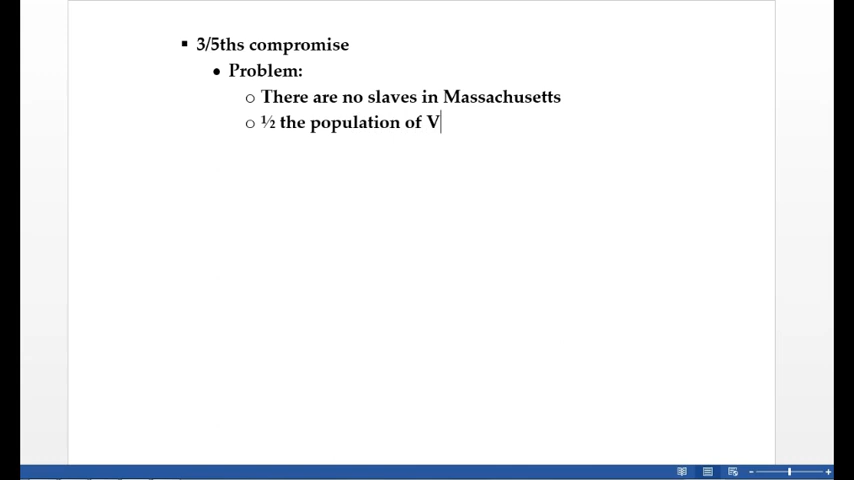 3/5ths compromise
Problem:
There are no slaves in Massachusetts
½ the population of V